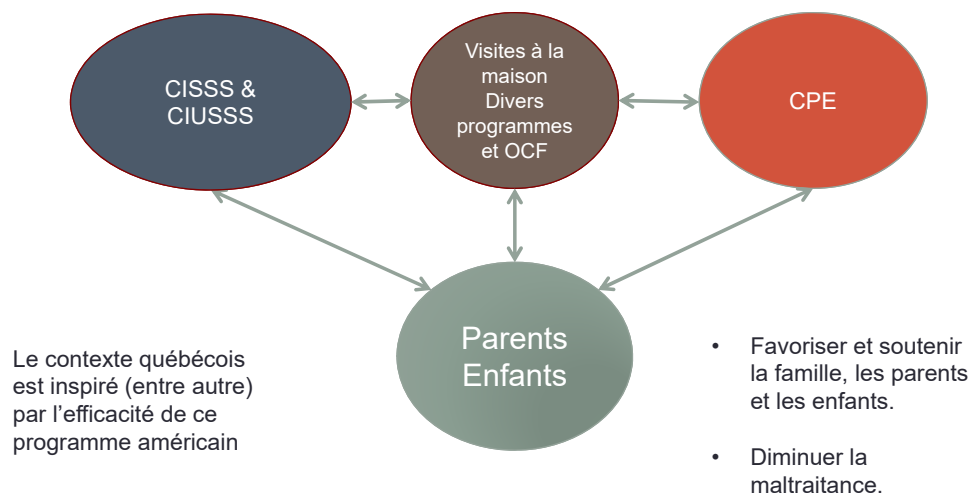 CISSS &
CIUSSS
Visites à la
maison
Divers
programmes
et OCF
CPE
Parents
Enfants
Le contexte québécois
est inspiré (entre autre)
par l’efficacité de ce
programme américain
• Favoriser et soutenir
la famille, les parents
et les enfants.
• Diminuer la
maltraitance.